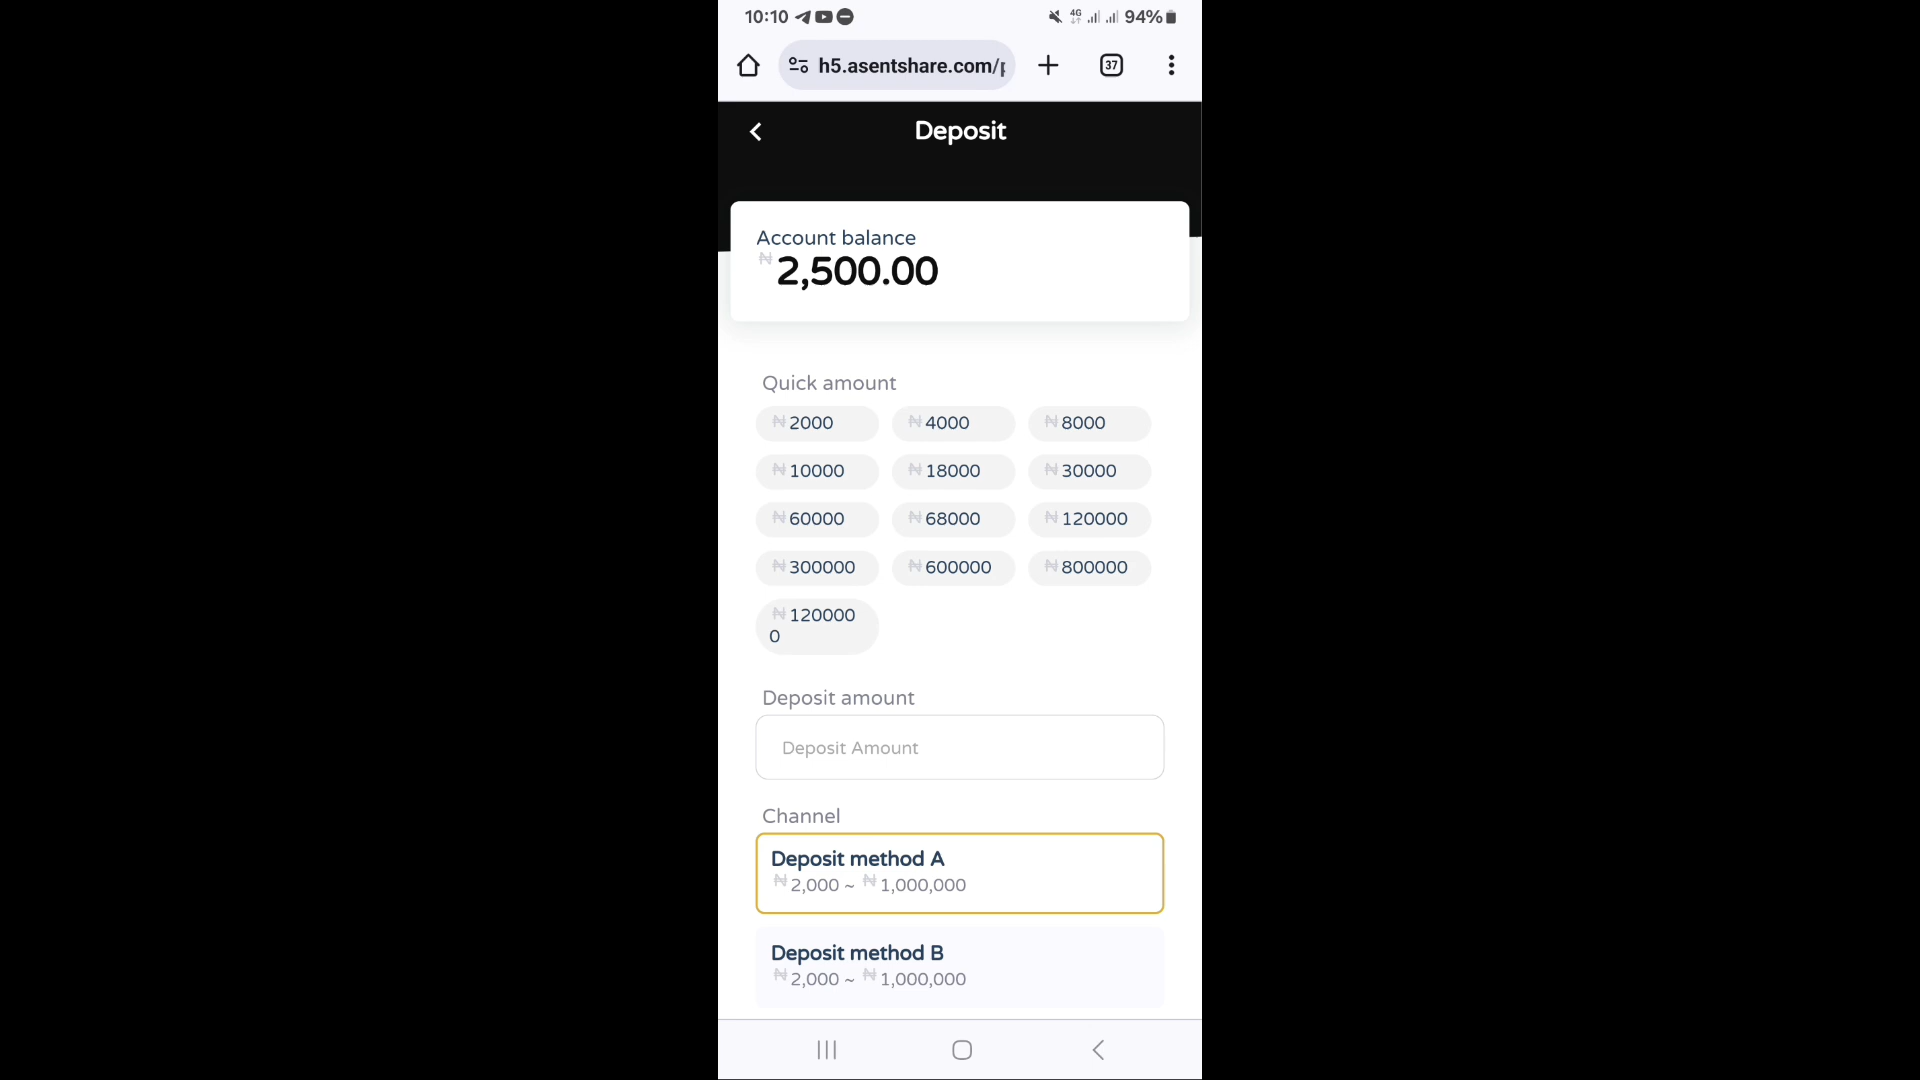 10:10 4G 94%
h5.asentshare.com/p 37
Deposit
Account balance
₦ 2,500.00
Quick amount
₦ 2000 ₦ 4000 ₦ 8000
₦ 10000 ₦ 18000 ₦ 30000
₦ 60000 ₦ 68000 ₦ 120000
₦ 300000 ₦ 600000 ₦ 800000
₦ 120000
0
Deposit amount
Deposit Amount
Channel
Deposit method A
₦ 2,000 ~ ₦ 1,000,000
Deposit method B
₦ 2,000 ~ ₦ 1,000,000